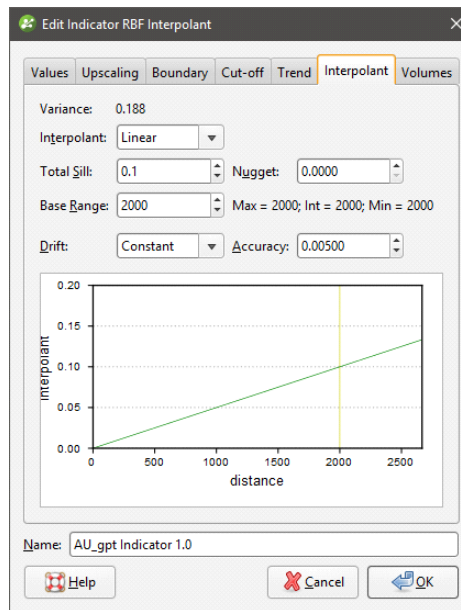 Edit Indicator RBF Interpolant
Values Upscaling Boundary Cut-off Trend Interpolant Volumes
Variance: 0.188
Interpolant: Linear
Total Sill: 0.1 Nugget: 0.0000
Base Range: 2000 Max = 2000; Int = 2000; Min = 2000
Drift: Constant Accuracy: 0.00500
0.20
0.15
0.10
0.05
0.00
interpolant
0 500 1000 1500 2000 2500
distance
Name: AU_gpt Indicator 1.0
Help Cancel OK